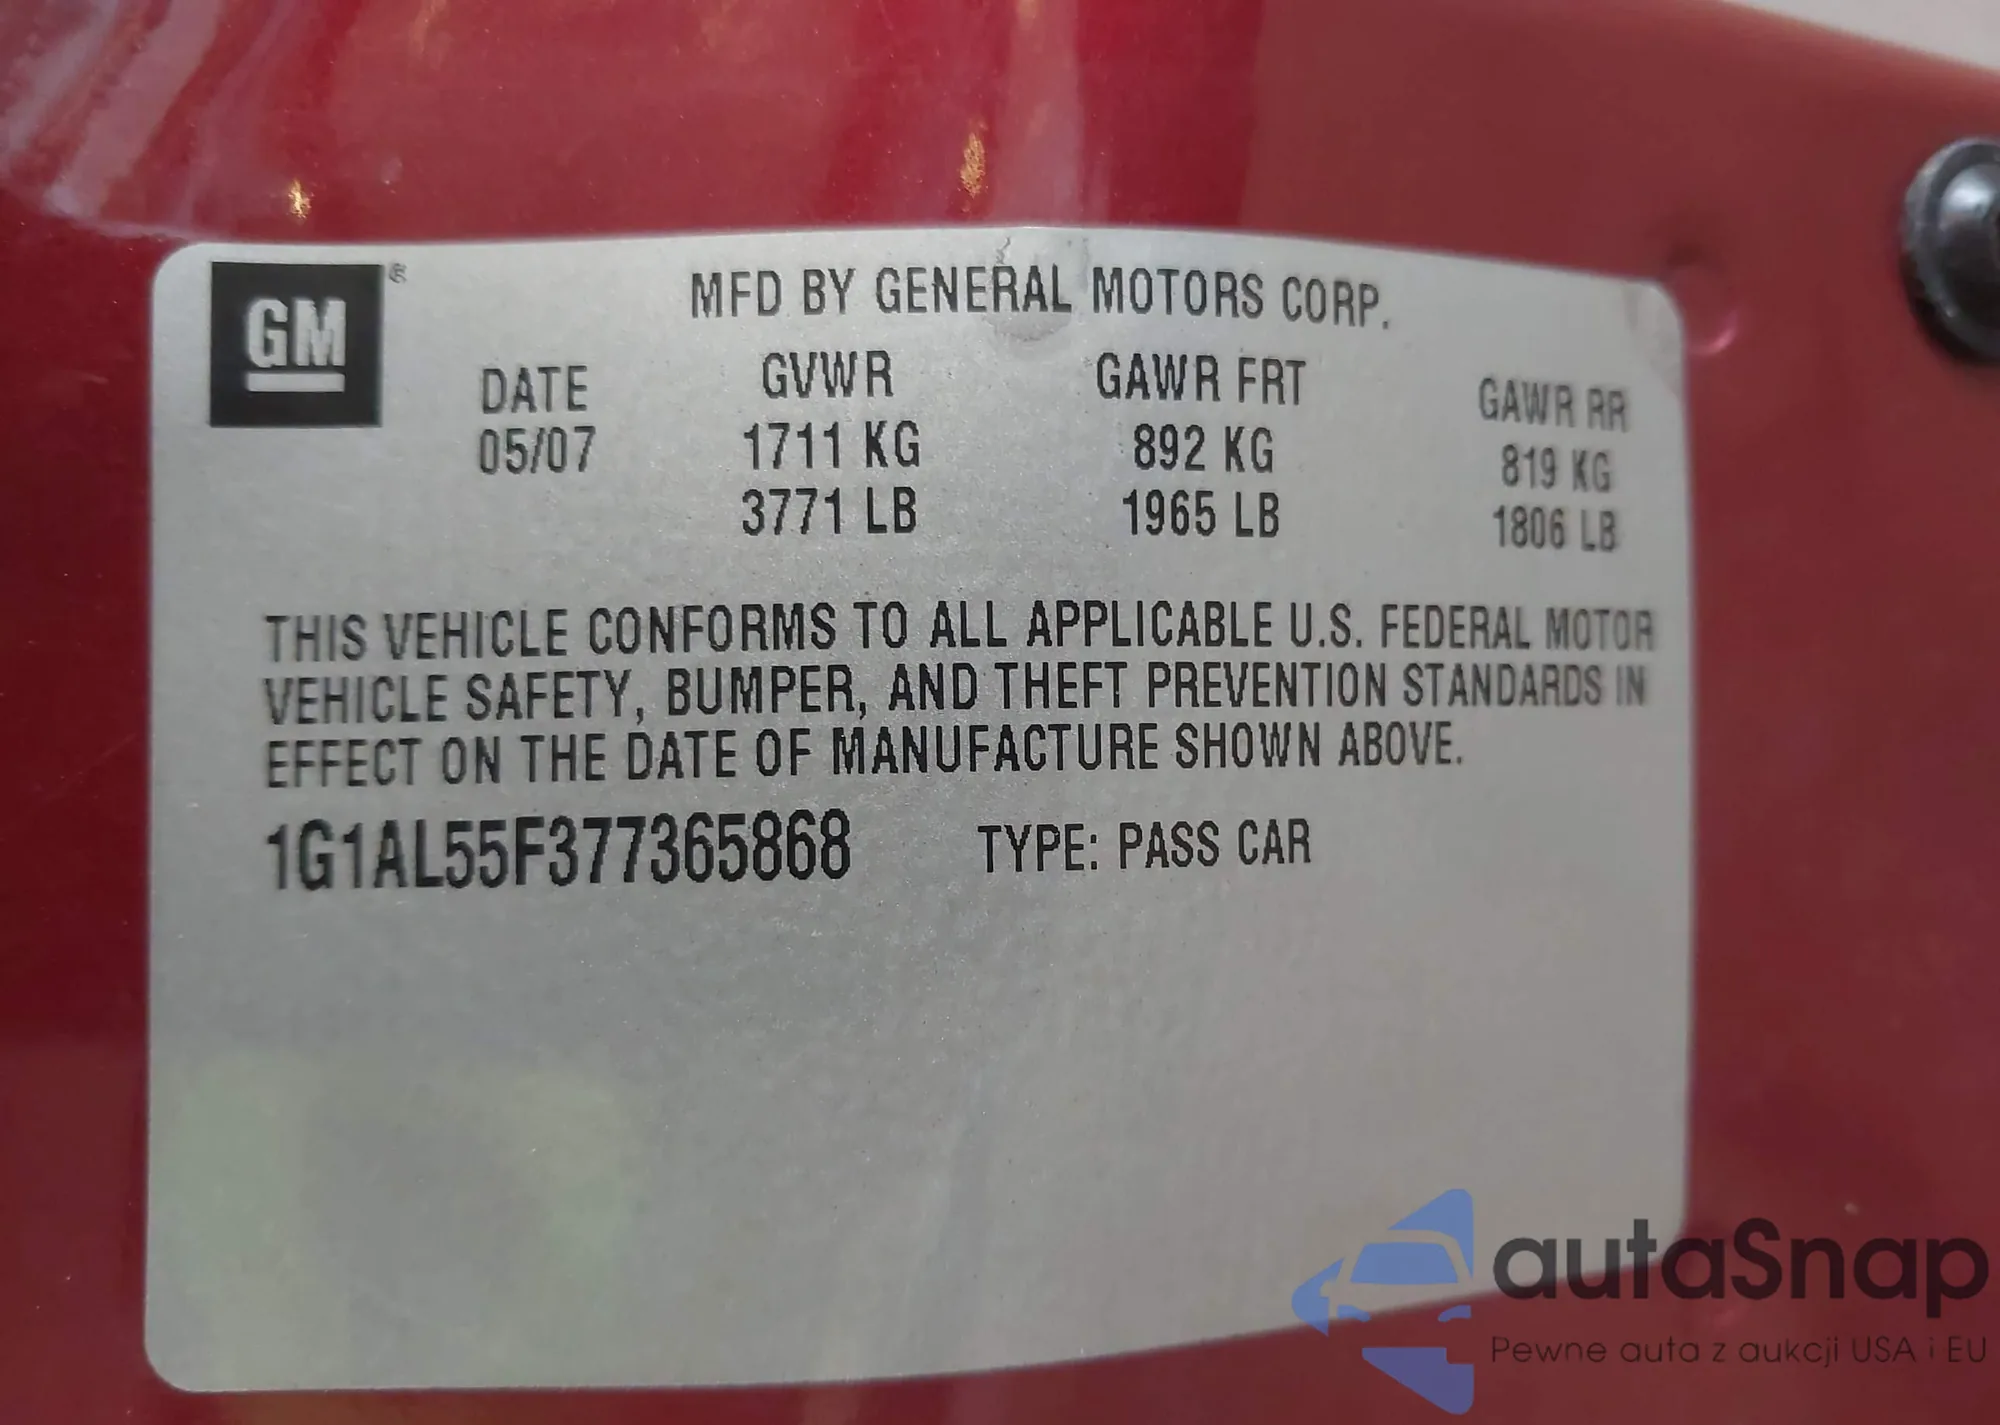 GM ®
MFD BY GENERAL MOTORS CORP.
DATE GVWR GAWR FRT GAWR RR
05/07 1711 KG 892 KG 819 KG
3771 LB 1965 LB 1806 LB
THIS VEHICLE CONFORMS TO ALL APPLICABLE U.S. FEDERAL MOTOR
VEHICLE SAFETY, BUMPER, AND THEFT PREVENTION STANDARDS IN
EFFECT ON THE DATE OF MANUFACTURE SHOWN ABOVE.
1G1AL55F377365868 TYPE: PASS CAR
autaSnap
Pewne auta z aukcji USA i EU